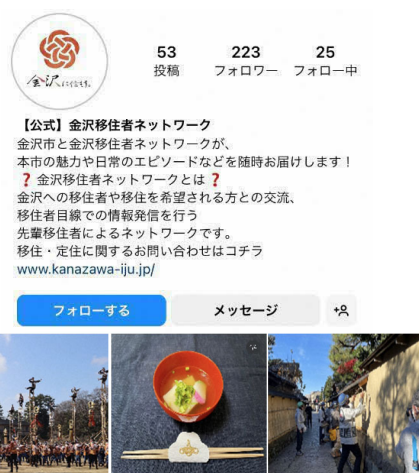 金沢にくらす。
53
223
25
投稿
フォロワー
フォロー中
【公式】金沢移住者ネットワーク
金沢市と金沢移住者ネットワークが、
本市の魅力や日常のエピソードなどを随時お届けします！
❓金沢移住者ネットワークとは❓
金沢への移住者や移住を希望される方との交流、
移住者目線での情報発信を行う
先輩移住者によるネットワークです。
移住・定住に関するお問い合わせはコチラ
www.kanazawa-iju.jp/
フォローする
メッセージ